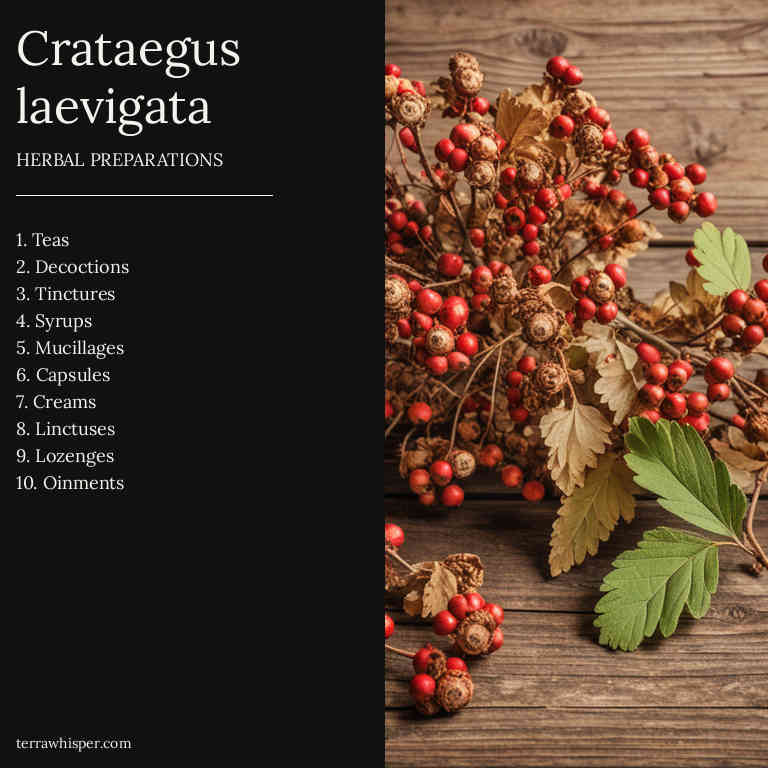 Crataegus
laevigata
HERBAL PREPARATIONS
1. Teas
2. Decoctions
3. Tinctures
4. Syrups
5. Mucillages
6. Capsules
7. Creams
8. Linctuses
9. Lozenges
10. Oinments
terrawhisper.com